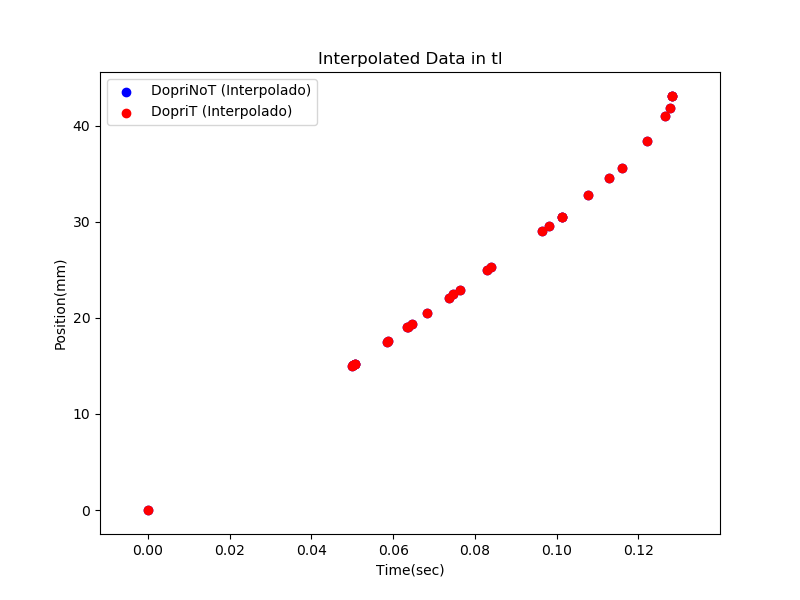 Interpolated Data in tl
DopriNoT (Interpolado)
DopriT (Interpolado)
Position(mm)
40
30
20
10
0
0.00 0.02 0.04 0.06 0.08 0.10 0.12
Time(sec)